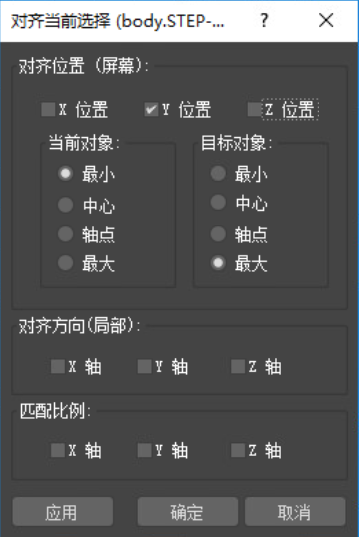 对齐当前选择 (body.STEP-... ? ×
对齐位置 (屏幕):
X 位置 Y 位置 Z 位置
当前对象: 目标对象:
最小 最小
中心 中心
轴点 轴点
最大 最大
对齐方向(局部):
X 轴 Y 轴 Z 轴
匹配比例:
X 轴 Y 轴 Z 轴
应用 确定 取消